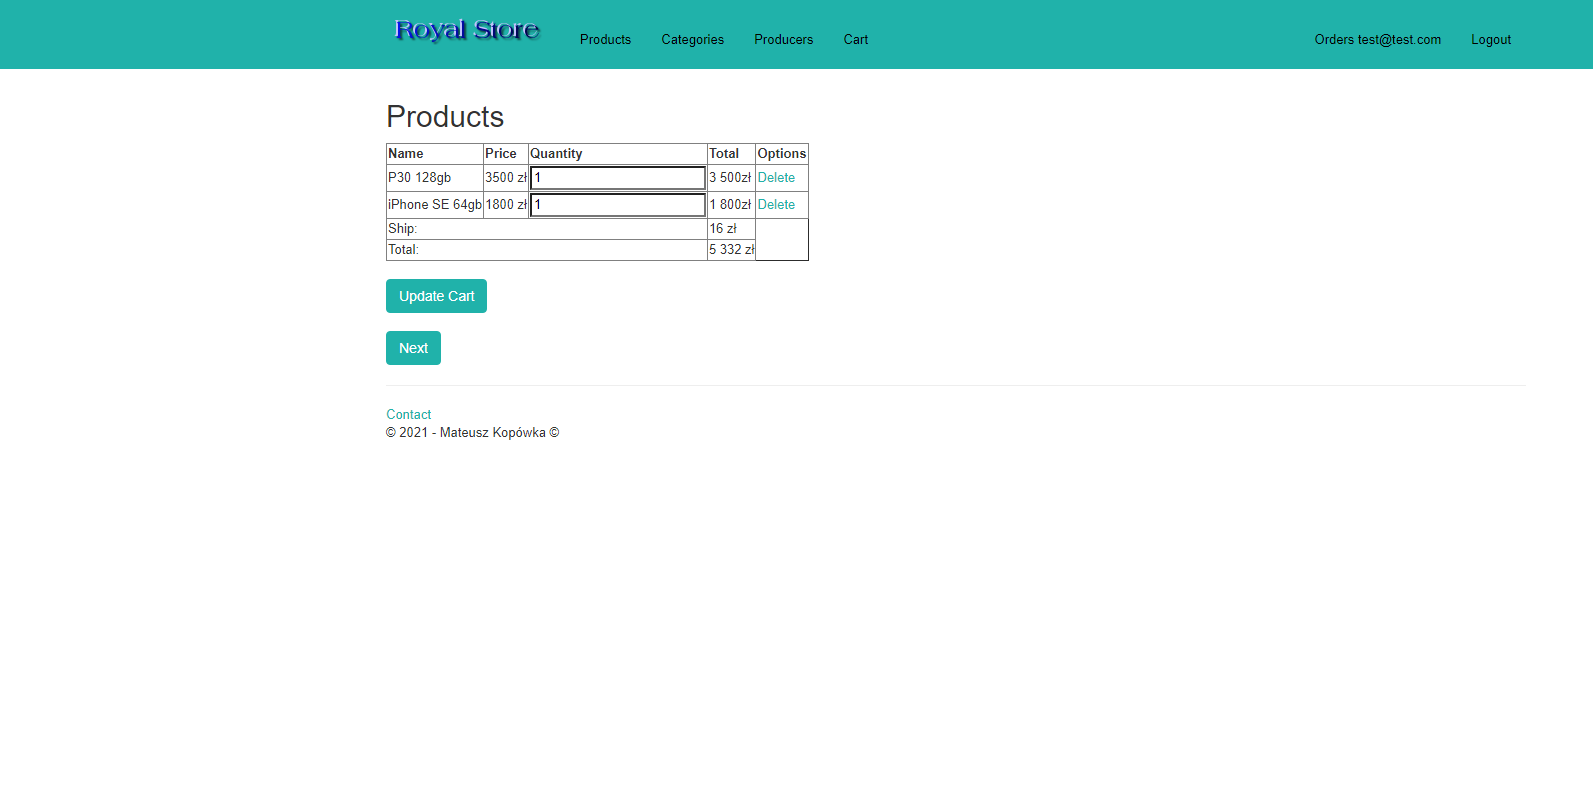 Royal Store Products Categories Producers Cart Orders test@test.com Logout
Products
Name Price Quantity Total Options
P30 128gb 3500 zł 1 3 500zł Delete
iPhone SE 64gb 1800 zł 1 1 800zł Delete
Ship: 16 zł
Total: 5 332 zł
Update Cart
Next
Contact
© 2021 - Mateusz Kopówka ©